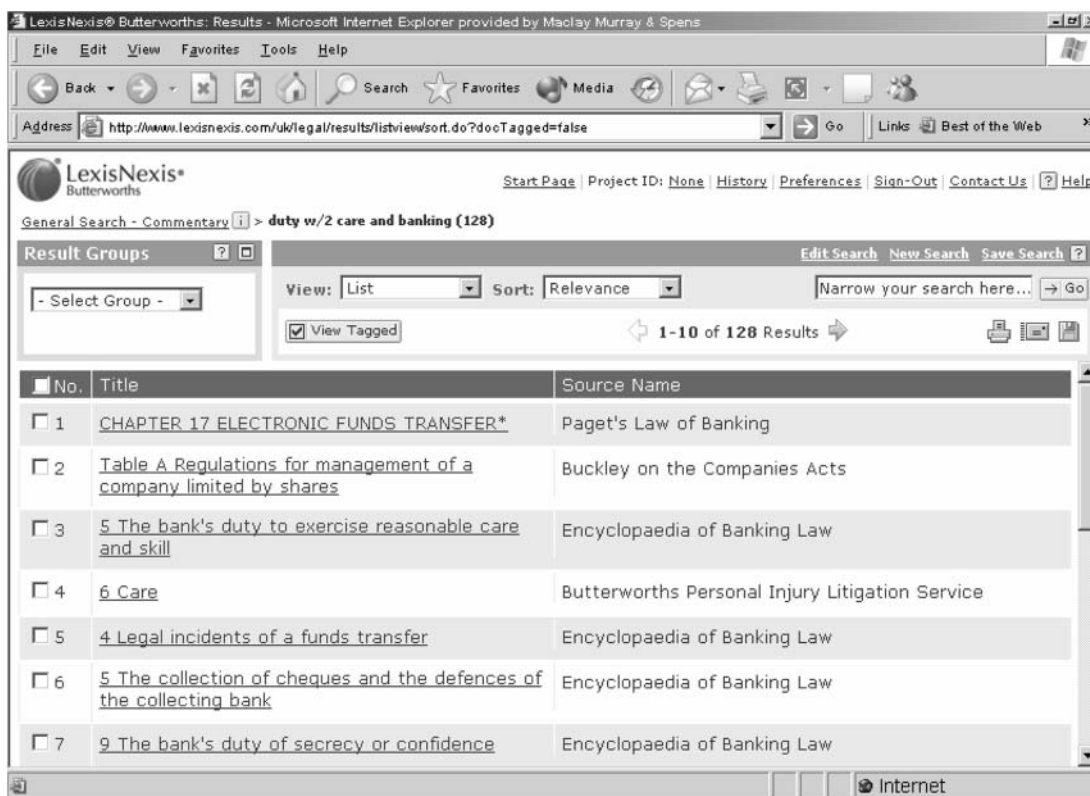 LexisNexis® Butterworths: Results - Microsoft Internet Explorer provided by Maclay Murray & Spens
File Edit View Favorites Tools Help
Back Search Favorites Media
Address http://www.lexisnexis.com/uk/legal/results/listview/sort.do?docTagged=false Go Links Best of the Web »
LexisNexis®
Butterworths
Start Page | Project ID: None | History | Preferences | Sign-Out | Contact Us | ? Help
General Search - Commentary i > duty w/2 care and banking (128)
Result Groups ?
Edit Search New Search Save Search ?
- Select Group -
View: List Sort: Relevance Narrow your search here... → Go
View Tagged 1-10 of 128 Results
No. Title Source Name
1 CHAPTER 17 ELECTRONIC FUNDS TRANSFER* Paget's Law of Banking
2 Table A Regulations for management of a
company limited by shares Buckley on the Companies Acts
3 5 The bank's duty to exercise reasonable care
and skill Encyclopaedia of Banking Law
4 6 Care Butterworths Personal Injury Litigation Service
5 4 Legal incidents of a funds transfer Encyclopaedia of Banking Law
6 5 The collection of cheques and the defences of
the collecting bank Encyclopaedia of Banking Law
7 9 The bank's duty of secrecy or confidence Encyclopaedia of Banking Law
Internet